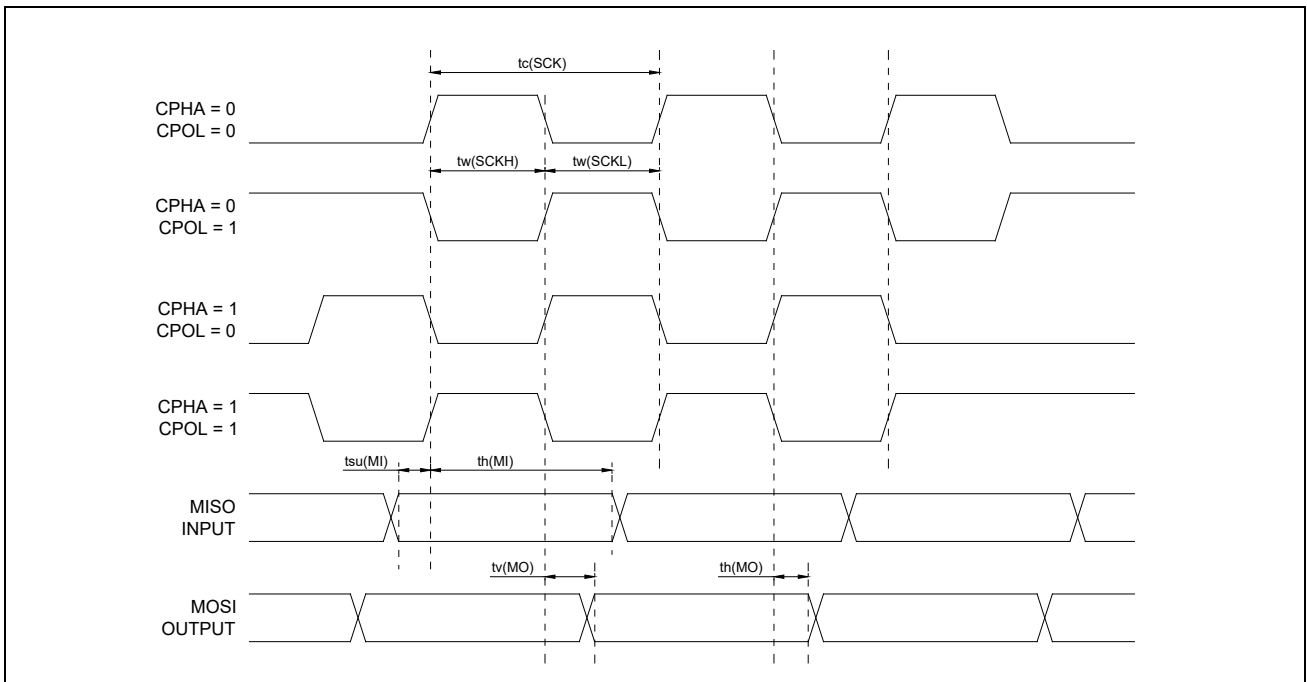 tc(SCK)
CPHA = 0
CPOL = 0
tw(SCKH)
tw(SCKL)
CPHA = 0
CPOL = 1
CPHA = 1
CPOL = 0
CPHA = 1
CPOL = 1
tsu(MI)
th(MI)
MISO
INPUT
tv(MO)
th(MO)
MOSI
OUTPUT